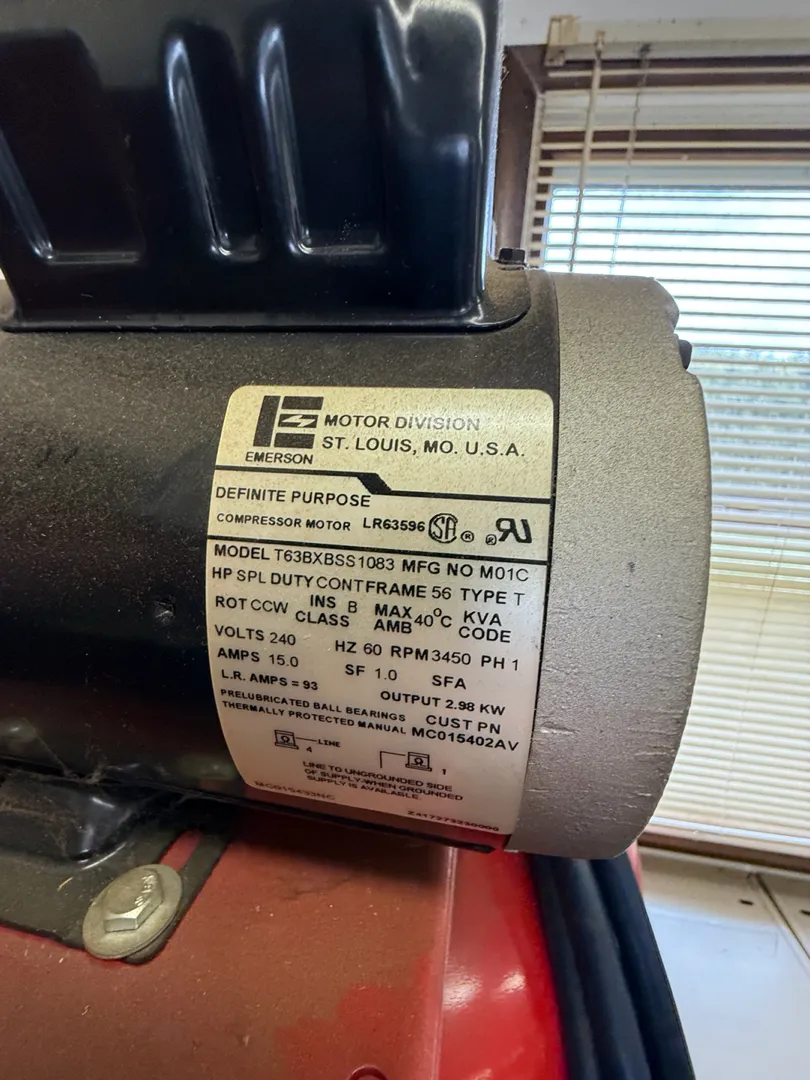 MOTOR DIVISION
ST. LOUIS, MO. U.S.A.
EMERSON
DEFINITE PURPOSE
COMPRESSOR MOTOR LR63596 SA ® ® RU
MODEL T63BXBSS1083 MFG NO M01C
HP SPL DUTY CONT FRAME 56 TYPE T
ROT CCW INS CLASS B MAX AMB 40°C KVA CODE
VOLTS 240 HZ 60 RPM 3450 PH 1
AMPS 15.0 SF 1.0 SFA
L.R. AMPS = 93 OUTPUT 2.98 KW
PRELUBRICATED BALL BEARINGS CUST PN
THERMALLY PROTECTED MANUAL MC015402AV
LINE
4 1
LINE TO UNGROUNDED SIDE
OF SUPPLY-WHEN GROUNDED
SUPPLY IS AVAILABLE.